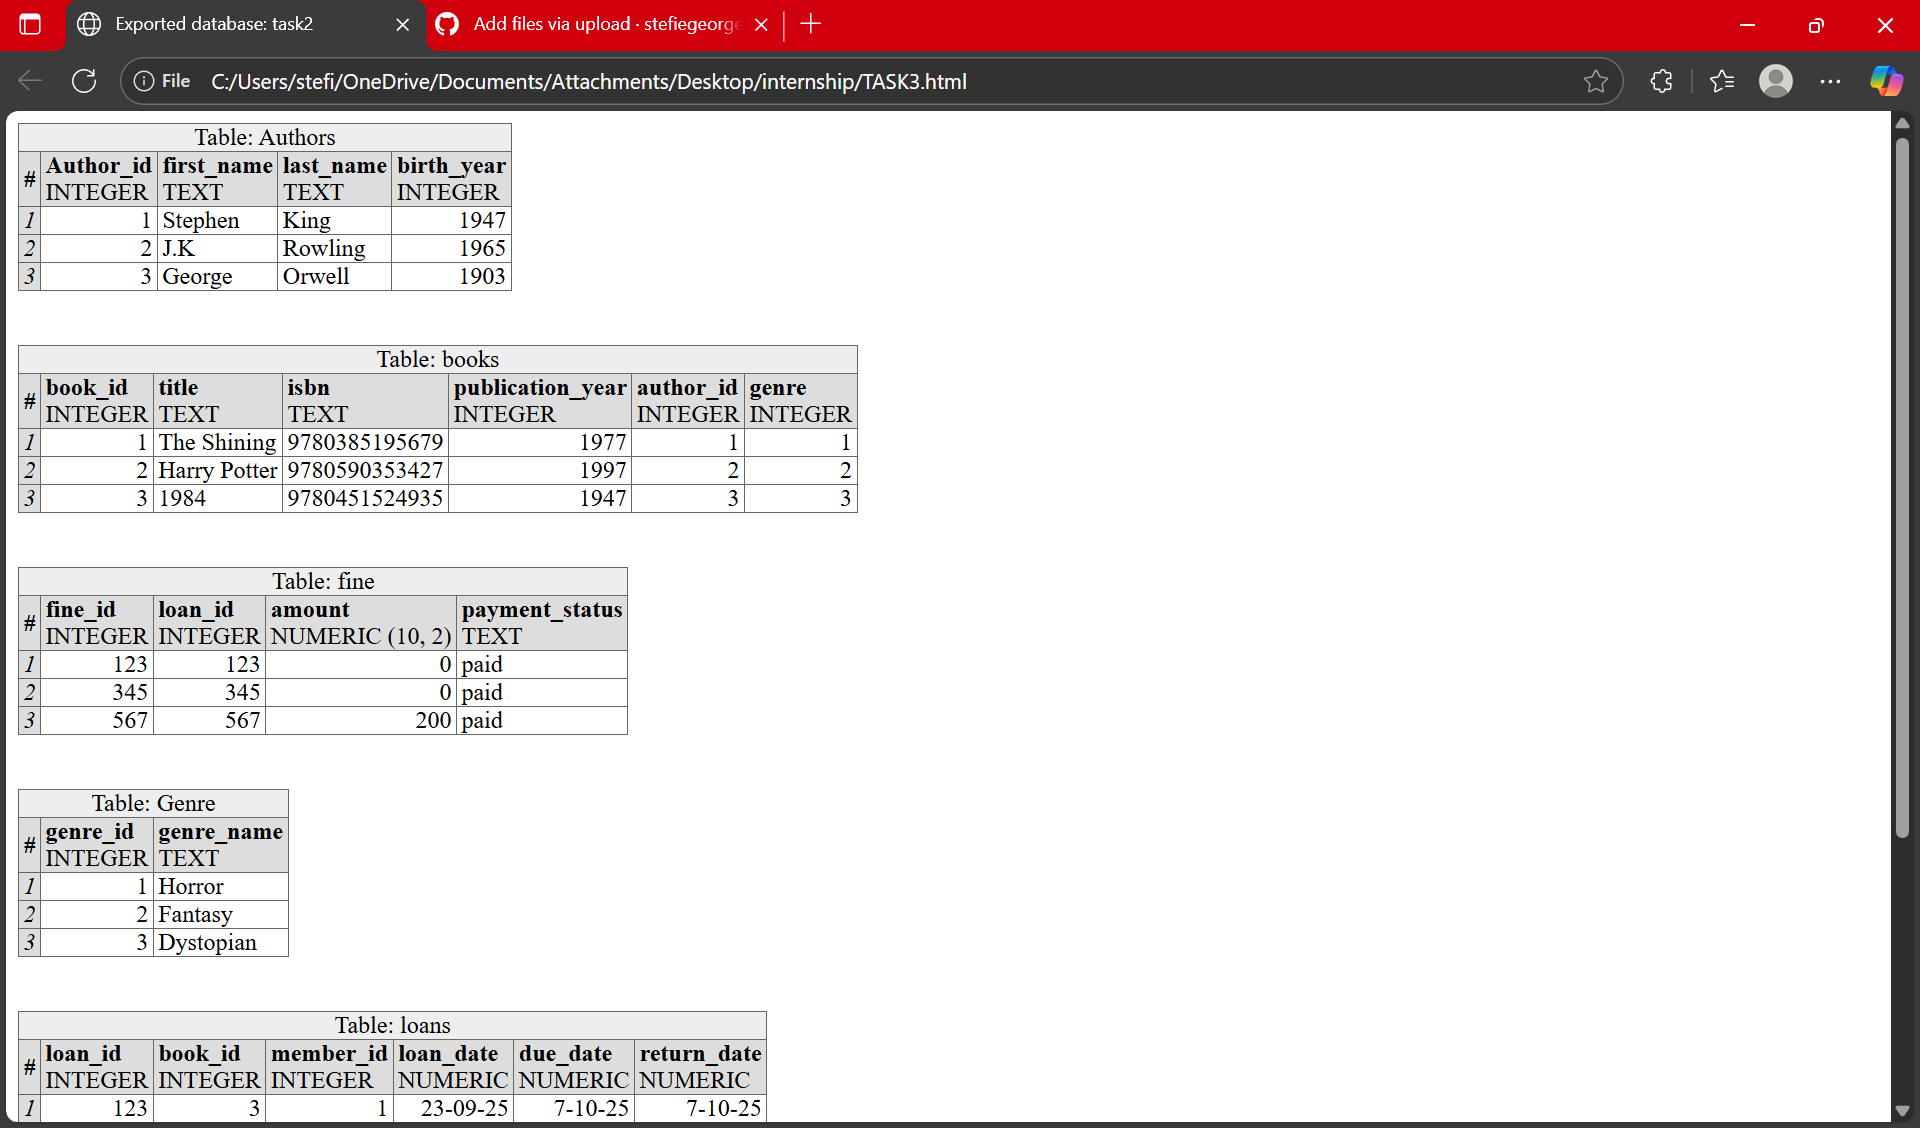 Exported database: task2
Add files via upload · stefiegeorge
File C:/Users/stefi/OneDrive/Documents/Attachments/Desktop/internship/TASK3.html
Table: Authors
# Author_id first_name last_name birth_year
INTEGER TEXT TEXT INTEGER
1 1 Stephen King 1947
2 2 J.K Rowling 1965
3 3 George Orwell 1903
Table: books
# book_id title isbn publication_year author_id genre
INTEGER TEXT TEXT INTEGER INTEGER INTEGER
1 1 The Shining 9780385195679 1977 1 1
2 2 Harry Potter 9780590353427 1997 2 2
3 3 1984 9780451524935 1947 3 3
Table: fine
# fine_id loan_id amount payment_status
INTEGER INTEGER NUMERIC (10, 2) TEXT
1 123 123 0 paid
2 345 345 0 paid
3 567 567 200 paid
Table: Genre
# genre_id genre_name
INTEGER TEXT
1 1 Horror
2 2 Fantasy
3 3 Dystopian
Table: loans
# loan_id book_id member_id loan_date due_date return_date
INTEGER INTEGER INTEGER NUMERIC NUMERIC NUMERIC
1 123 3 1 23-09-25 7-10-25 7-10-25